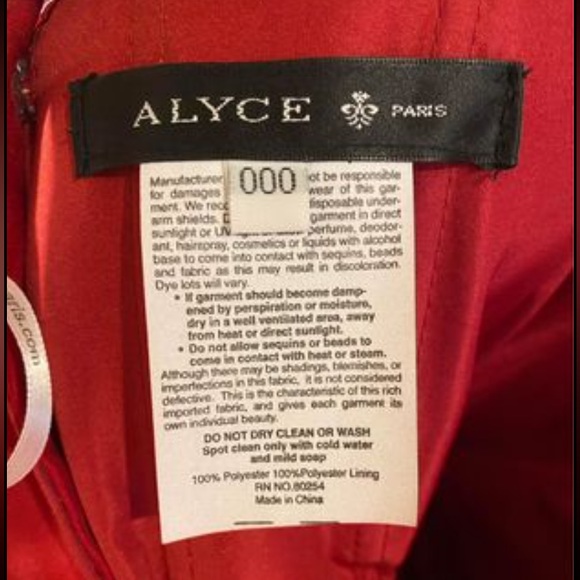 ALYCE PARIS
000
Manufacturer ot be responsible
for damages wear of this gar-
ment. We rec disposable under-
arm shields. garment in direct
sunlight or perfume, deodor-
ant, hairspray, cosmetics or liquids with alcohol
base to come into contact with sequins, beads
and fabric as this may result in discoloration.
Dye lots will vary.
• If garment should become damp-
ened by perspiration or moisture,
dry in a well ventilated area, away
from heat or direct sunlight.
• Do not allow sequins or beads to
come in contact with heat or steam.
Although there may be shadings, blemishes, or
imperfections in this fabric, it is not considered
defective. This is the characteristic of this rich
imported fabric, and gives each garment its
own individual beauty.
DO NOT DRY CLEAN OR WASH
Spot clean only with cold water
and mild soap
100% Polyester 100%Polyester Lining
RN NO.80254
Made in China
aris.com